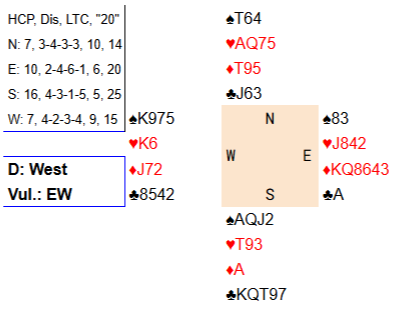 HCP, Dis, LTC, "20"
N: 7, 3-4-3-3, 10, 14
E: 10, 2-4-6-1, 6, 20
S: 16, 4-3-1-5, 5, 25
W: 7, 4-2-3-4, 9, 15
♠T64
♥AQ75
♦T95
♣J63
♠K975
♥K6
♦J72
♣8542
N
W E
S
♠83
♥J842
♦KQ8643
♣A
D: West
Vul.: EW
♠AQJ2
♥T93
♦A
♣KQT97